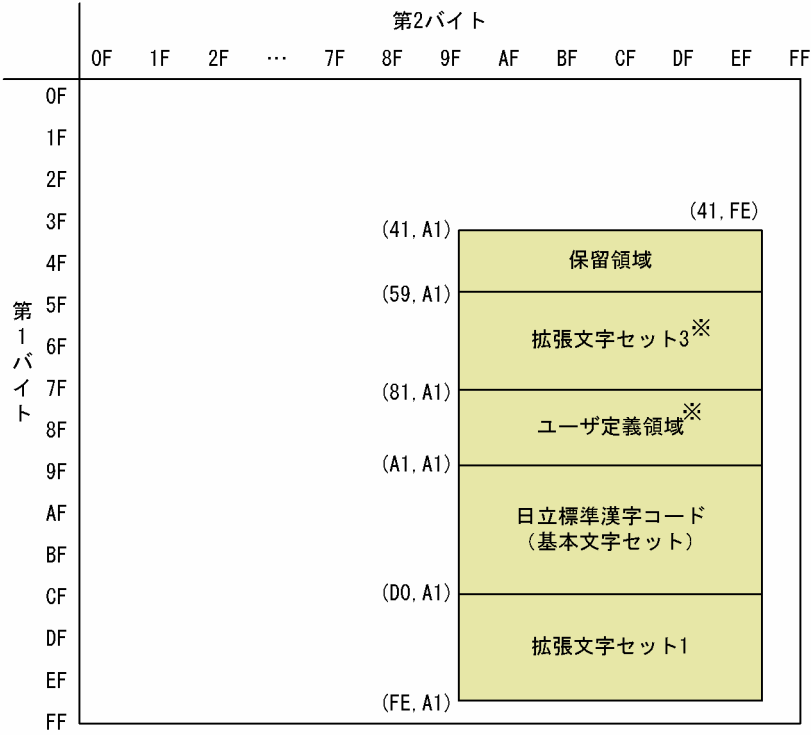 第2バイト
0F 1F 2F … 7F 8F 9F AF BF CF DF EF FF
第1バイト
0F
1F
2F
3F
4F
5F
6F
7F
8F
9F
AF
BF
CF
DF
EF
FF
(41,FE)
(41,A1)
保留領域
(59,A1)
拡張文字セット3※
(81,A1)
ユーザ定義領域※
(A1,A1)
日立標準漢字コード
(基本文字セット)
(D0,A1)
拡張文字セット1
(FE,A1)